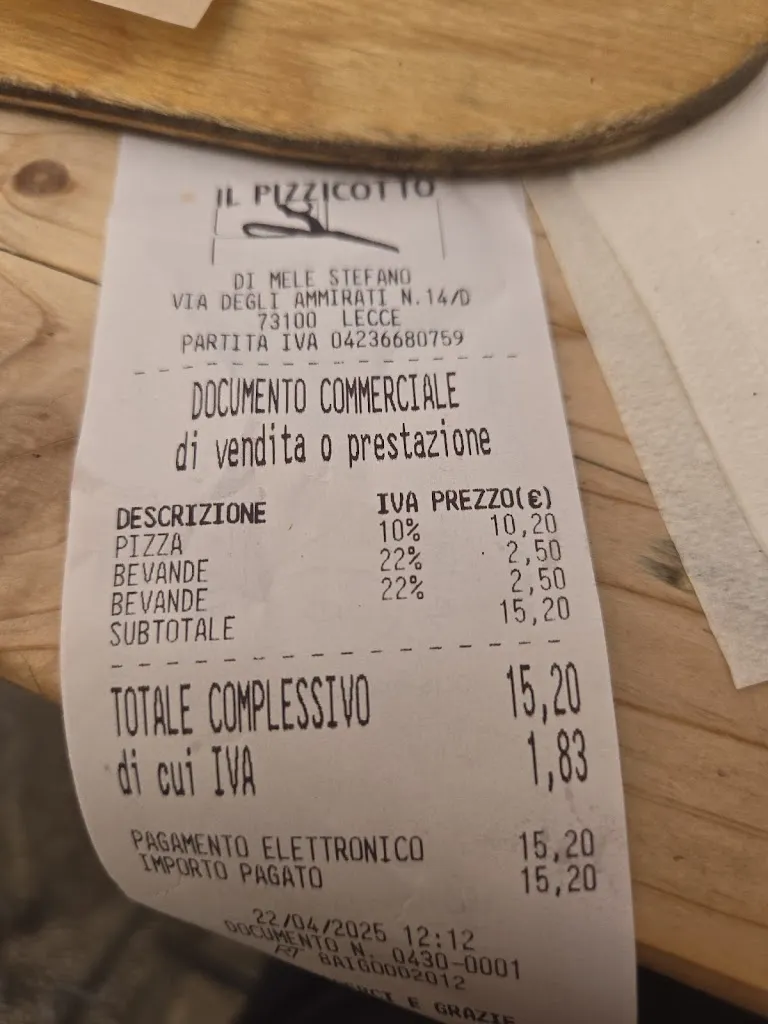 IL PIZZICOTTO
DI MELE STEFANO
VIA DEGLI AMMIRATI N.14/D
73100 LECCE
PARTITA IVA 04236680759
DOCUMENTO COMMERCIALE
di vendita o prestazione
DESCRIZIONE IVA PREZZO(€)
PIZZA 10% 10,20
BEVANDE 22% 2,50
BEVANDE 22% 2,50
SUBTOTALE 15,20
TOTALE COMPLESSIVO 15,20
di cui IVA 1,83
PAGAMENTO ELETTRONICO 15,20
IMPORTO PAGATO 15,20
22/04/2025 12:12
DOCUMENTO N. 0430-0001
RT
E GRAZIE